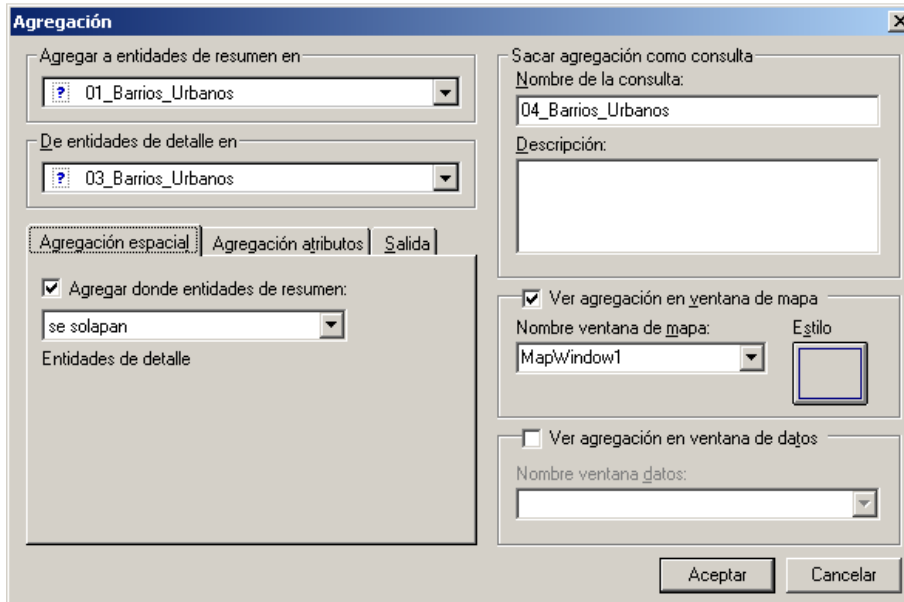 Agregación
Agregar a entidades de resumen en
? 01_Barrios_Urbanos
De entidades de detalle en
? 03_Barrios_Urbanos
Agregación espacial Agregación atributos Salida
Agregar donde entidades de resumen:
se solapan
Entidades de detalle
Sacar agregación como consulta
Nombre de la consulta:
04_Barrios_Urbanos
Descripción:
Ver agregación en ventana de mapa
Nombre ventana de mapa: Estilo
MapWindow1
Ver agregación en ventana de datos
Nombre ventana datos:
Aceptar Cancelar